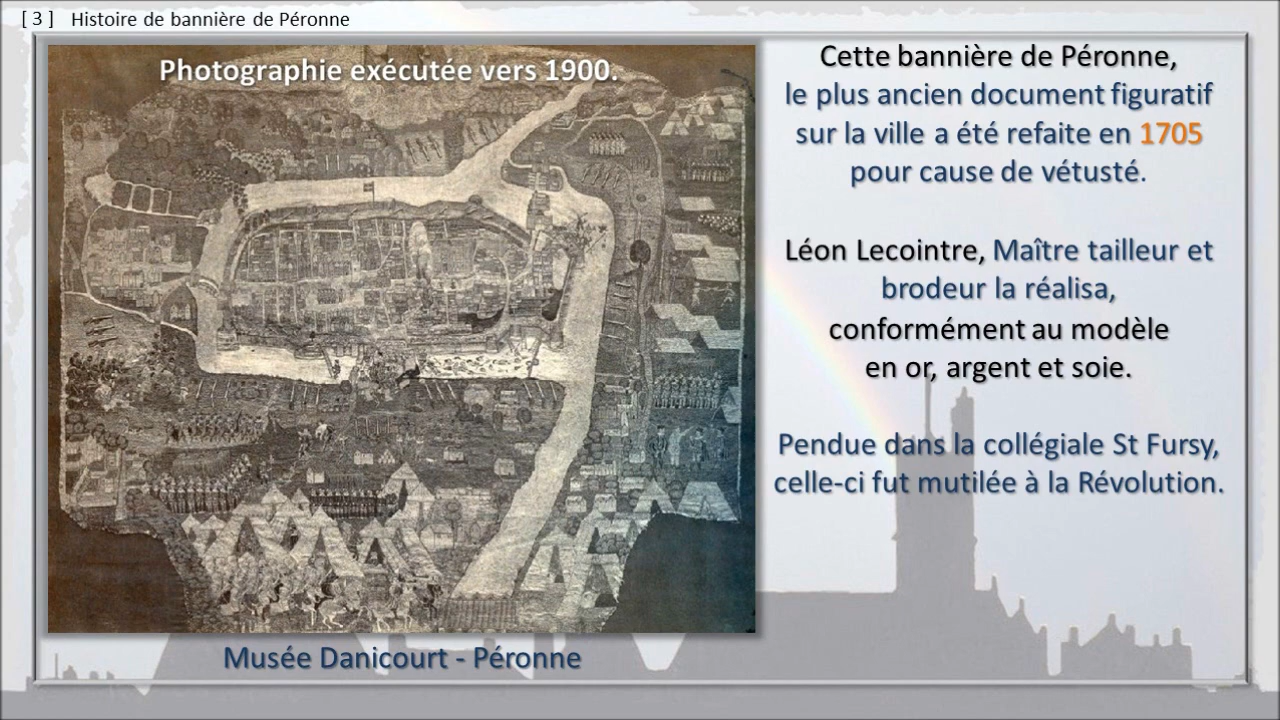 [ 3 ] Histoire de bannière de Péronne
Photographie exécutée vers 1900.
Cette bannière de Péronne,
le plus ancien document figuratif
sur la ville a été refaite en 1705
pour cause de vétusté.
Léon Lecointre, Maître tailleur et
brodeur la réalisa,
conformément au modèle
en or, argent et soie.
Pendue dans la collégiale St Fursy,
celle-ci fut mutilée à la Révolution.
Musée Danicourt - Péronne